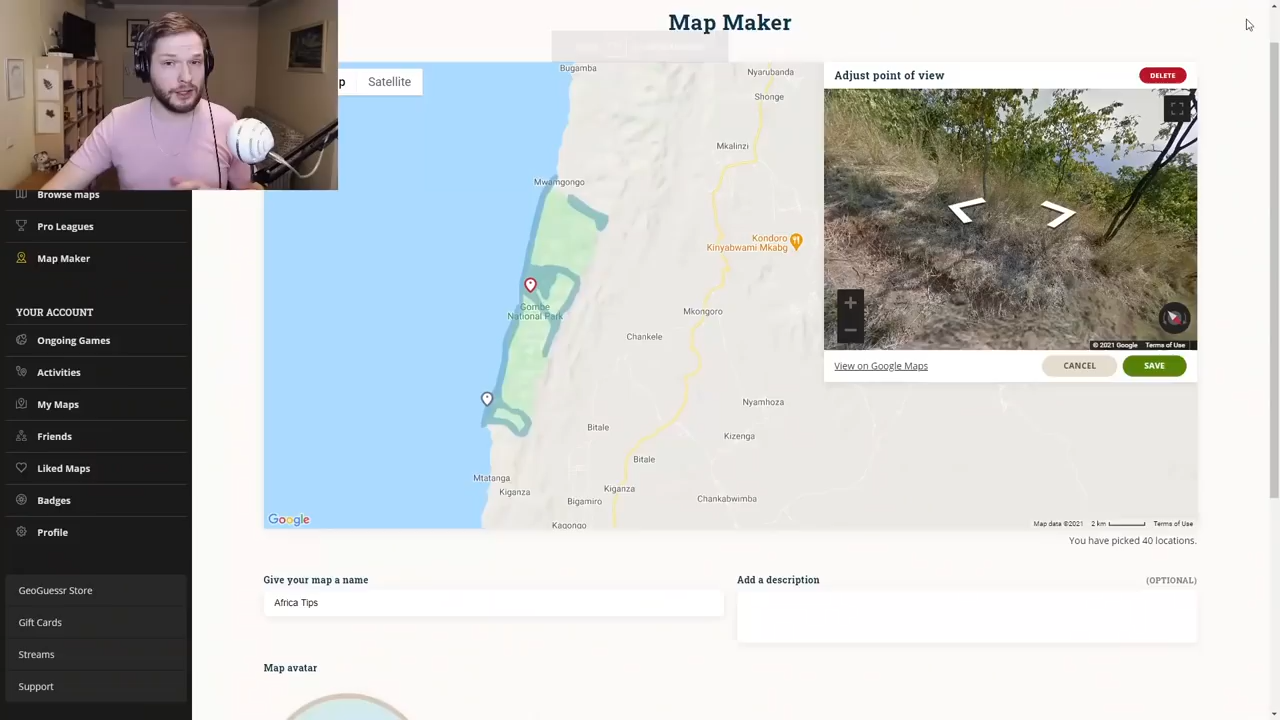 Map Maker
p
Satellite
Bugamba
Nyarubanda
Shonge
Mkalinzi
Mwamgongo
Kondoro
Kinyabwami Mkabg
Mkongoro
Gombe
National Park
Chankele
Nyamhoza
Bitale
Kizenga
Bitale
Mtatanga
Kiganza
Kiganza
Bigamiro
Chankabwimba
Kagongo
Google
Map data ©2021
2 km
Terms of Use
Adjust point of view
DELETE
© 2021 Google
Terms of Use
View on Google Maps
CANCEL
SAVE
You have picked 40 locations.
Browse maps
Pro Leagues
Map Maker
YOUR ACCOUNT
Ongoing Games
Activities
My Maps
Friends
Liked Maps
Badges
Profile
GeoGuessr Store
Gift Cards
Streams
Support
Give your map a name
Africa Tips
Add a description
(OPTIONAL)
Map avatar